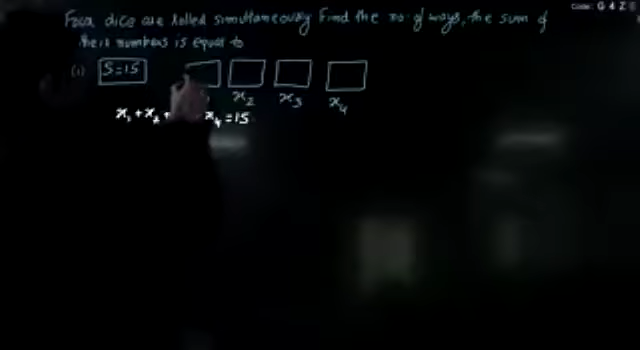 Four dice are rolled simultaneously Find the no. of ways, the sum of
their numbers is equal to
(i) S=15
x₂ x₃ x₄
x₁+x₂+ x₄=15